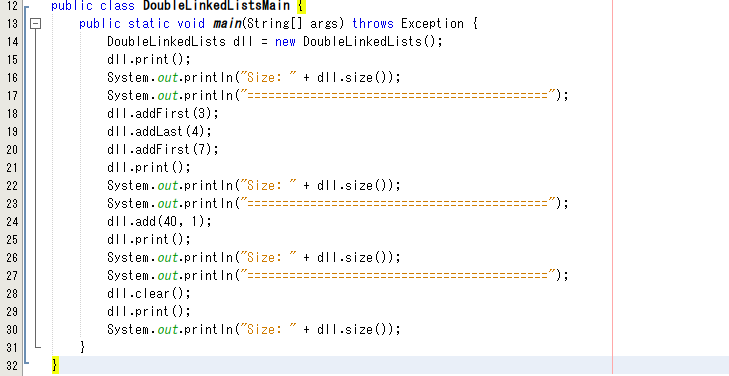 12 public class DoubleLinkedListsMain {
13 public static void main(String[] args) throws Exception {
14 DoubleLinkedLists dll = new DoubleLinkedLists();
15 dll.print();
16 System.out.println("Size: " + dll.size());
17 System.out.println("===========================================");
18 dll.addFirst(3);
19 dll.addLast(4);
20 dll.addFirst(7);
21 dll.print();
22 System.out.println("Size: " + dll.size());
23 System.out.println("===========================================");
24 dll.add(40, 1);
25 dll.print();
26 System.out.println("Size: " + dll.size());
27 System.out.println("===========================================");
28 dll.clear();
29 dll.print();
30 System.out.println("Size: " + dll.size());
31 }
32 }